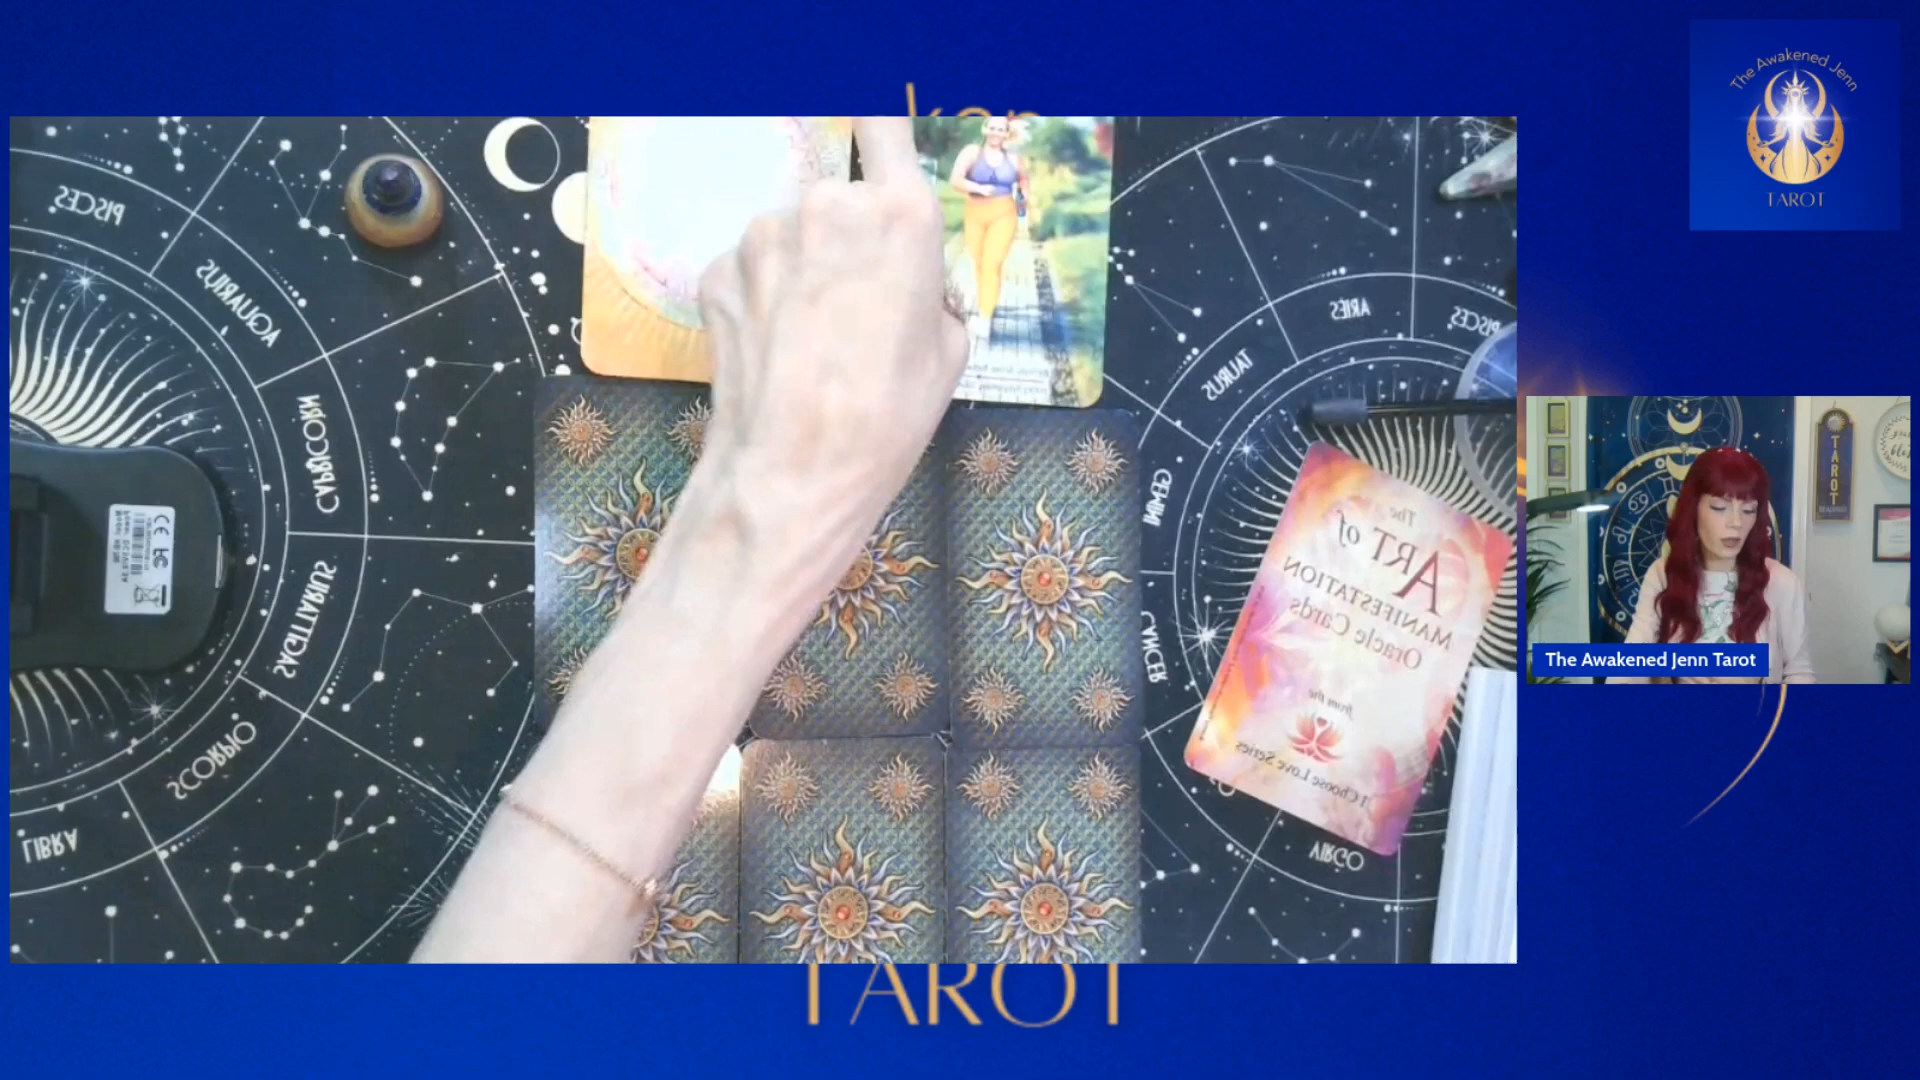 The Awakened Jenn
TAROT
ken
PISCES
AQUARIUS
CAPRICORN
SAGITTARIUS
SCORPIO
LIBRA
ARIES
PISCES
TAURUS
GEMINI
CANCER
VIRGO
The
ART of
MANIFESTATION
Oracle Cards
from the
I Choose Love Series
TAROT
The Awakened Jenn Tarot
TAROT